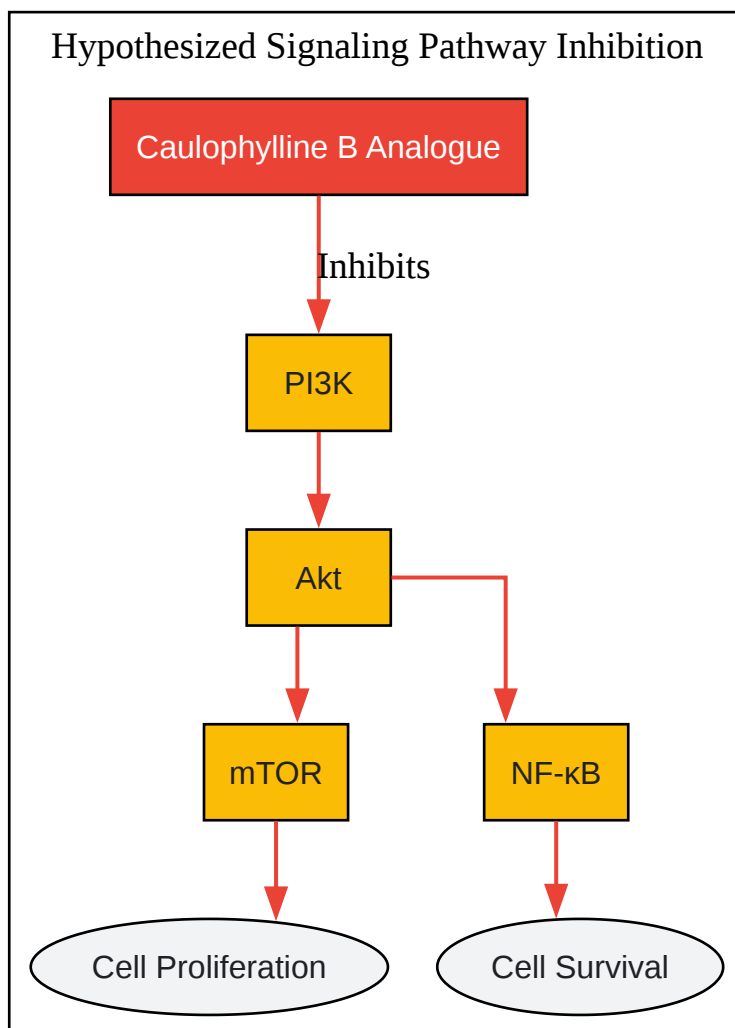 Hypothesized Signaling Pathway Inhibition
Caulophylline B Analogue
Inhibits
PI3K
Akt
mTOR
NF-κB
Cell Proliferation
Cell Survival